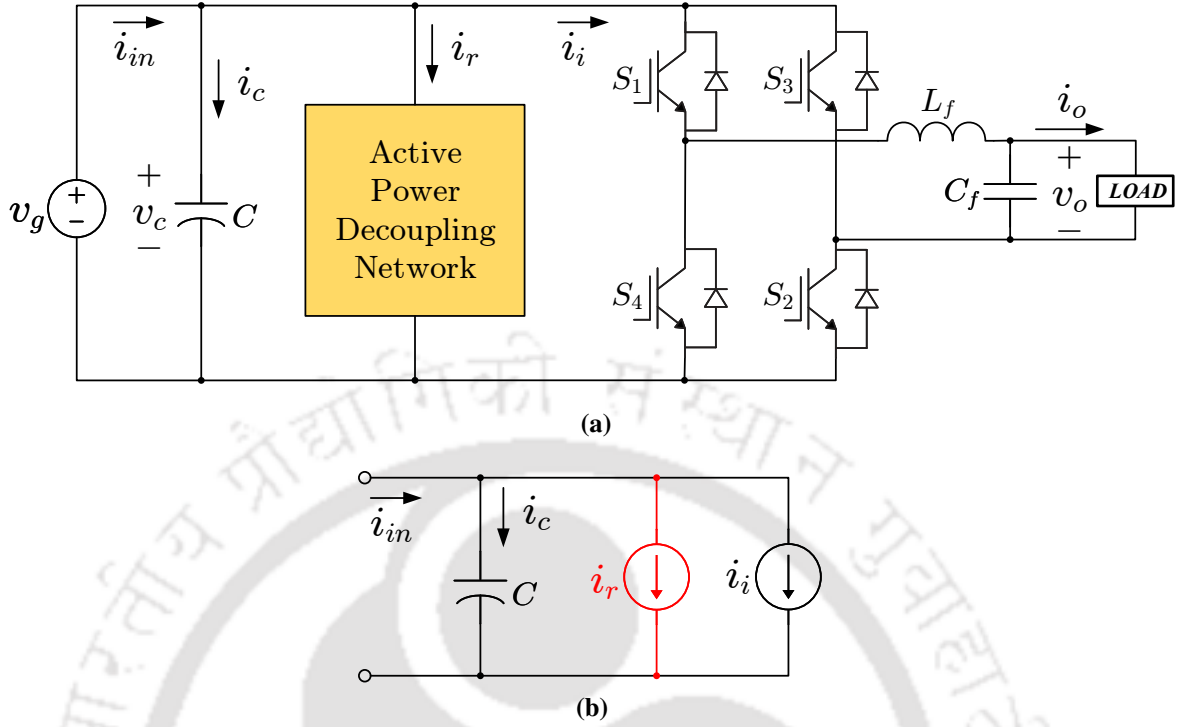 i_in
i_r
i_i
i_c
S_1
S_3
L_f
i_o
Active
Power
Decoupling
Network
+
-
v_g
+
v_c
-
C
C_f
+
v_o
-
LOAD
S_4
S_2
(a)
i_in
i_c
C
i_r
i_i
(b)